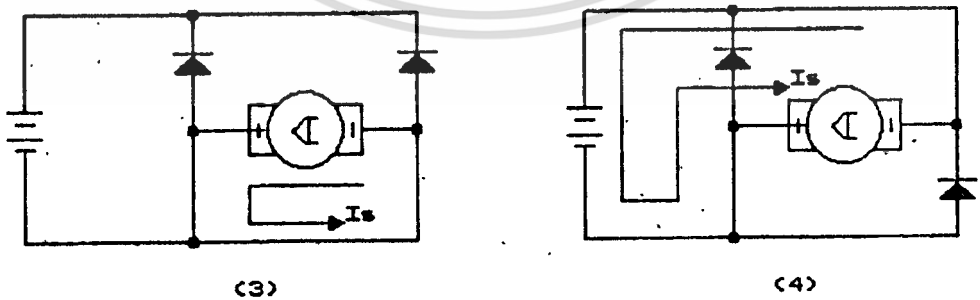 Is
Is
+ A -
+ A -
(3)
(4)